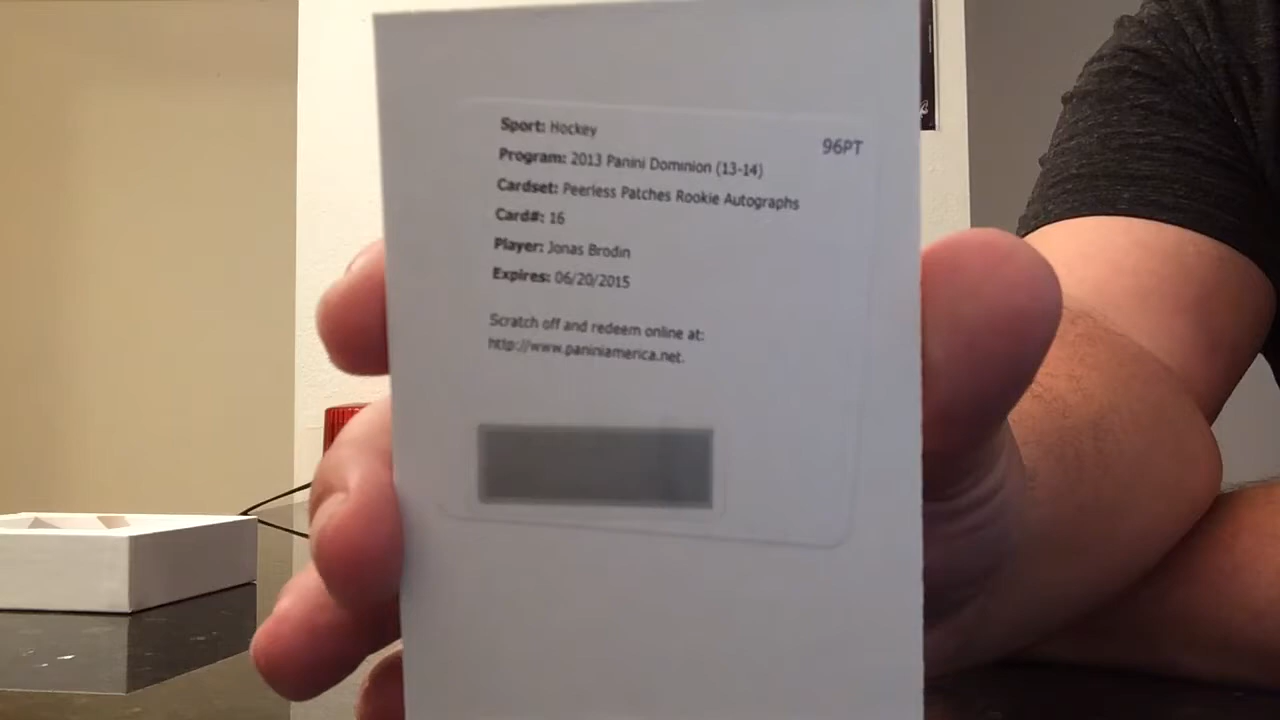 Sport: Hockey
96PT
Program: 2013 Panini Dominion (13-14)
Cardset: Peerless Patches Rookie Autographs
Card#: 16
Player: Jonas Brodin
Expires: 06/20/2015
Scratch off and redeem online at:
http://www.paniniamerica.net.